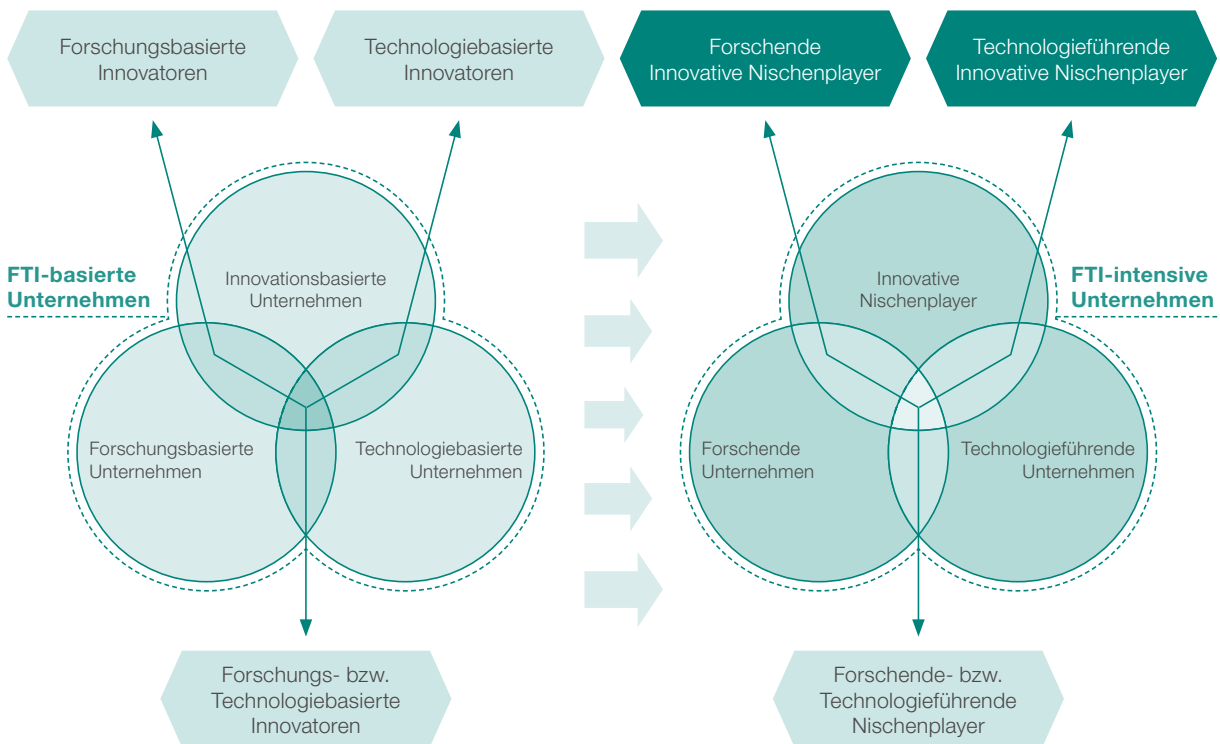 Forschungsbasierte
Innovatoren
Technologiebasierte
Innovatoren
Forschende
Innovative Nischenplayer
Technologieführende
Innovative Nischenplayer
FTI-basierte
Unternehmen
Innovationsbasierte
Unternehmen
Forschungsbasierte
Unternehmen
Technologiebasierte
Unternehmen
Innovative
Nischenplayer
FTI-intensive
Unternehmen
Forschende
Unternehmen
Technologieführende
Unternehmen
Forschungs- bzw.
Technologiebasierte
Innovatoren
Forschende- bzw.
Technologieführende
Nischenplayer